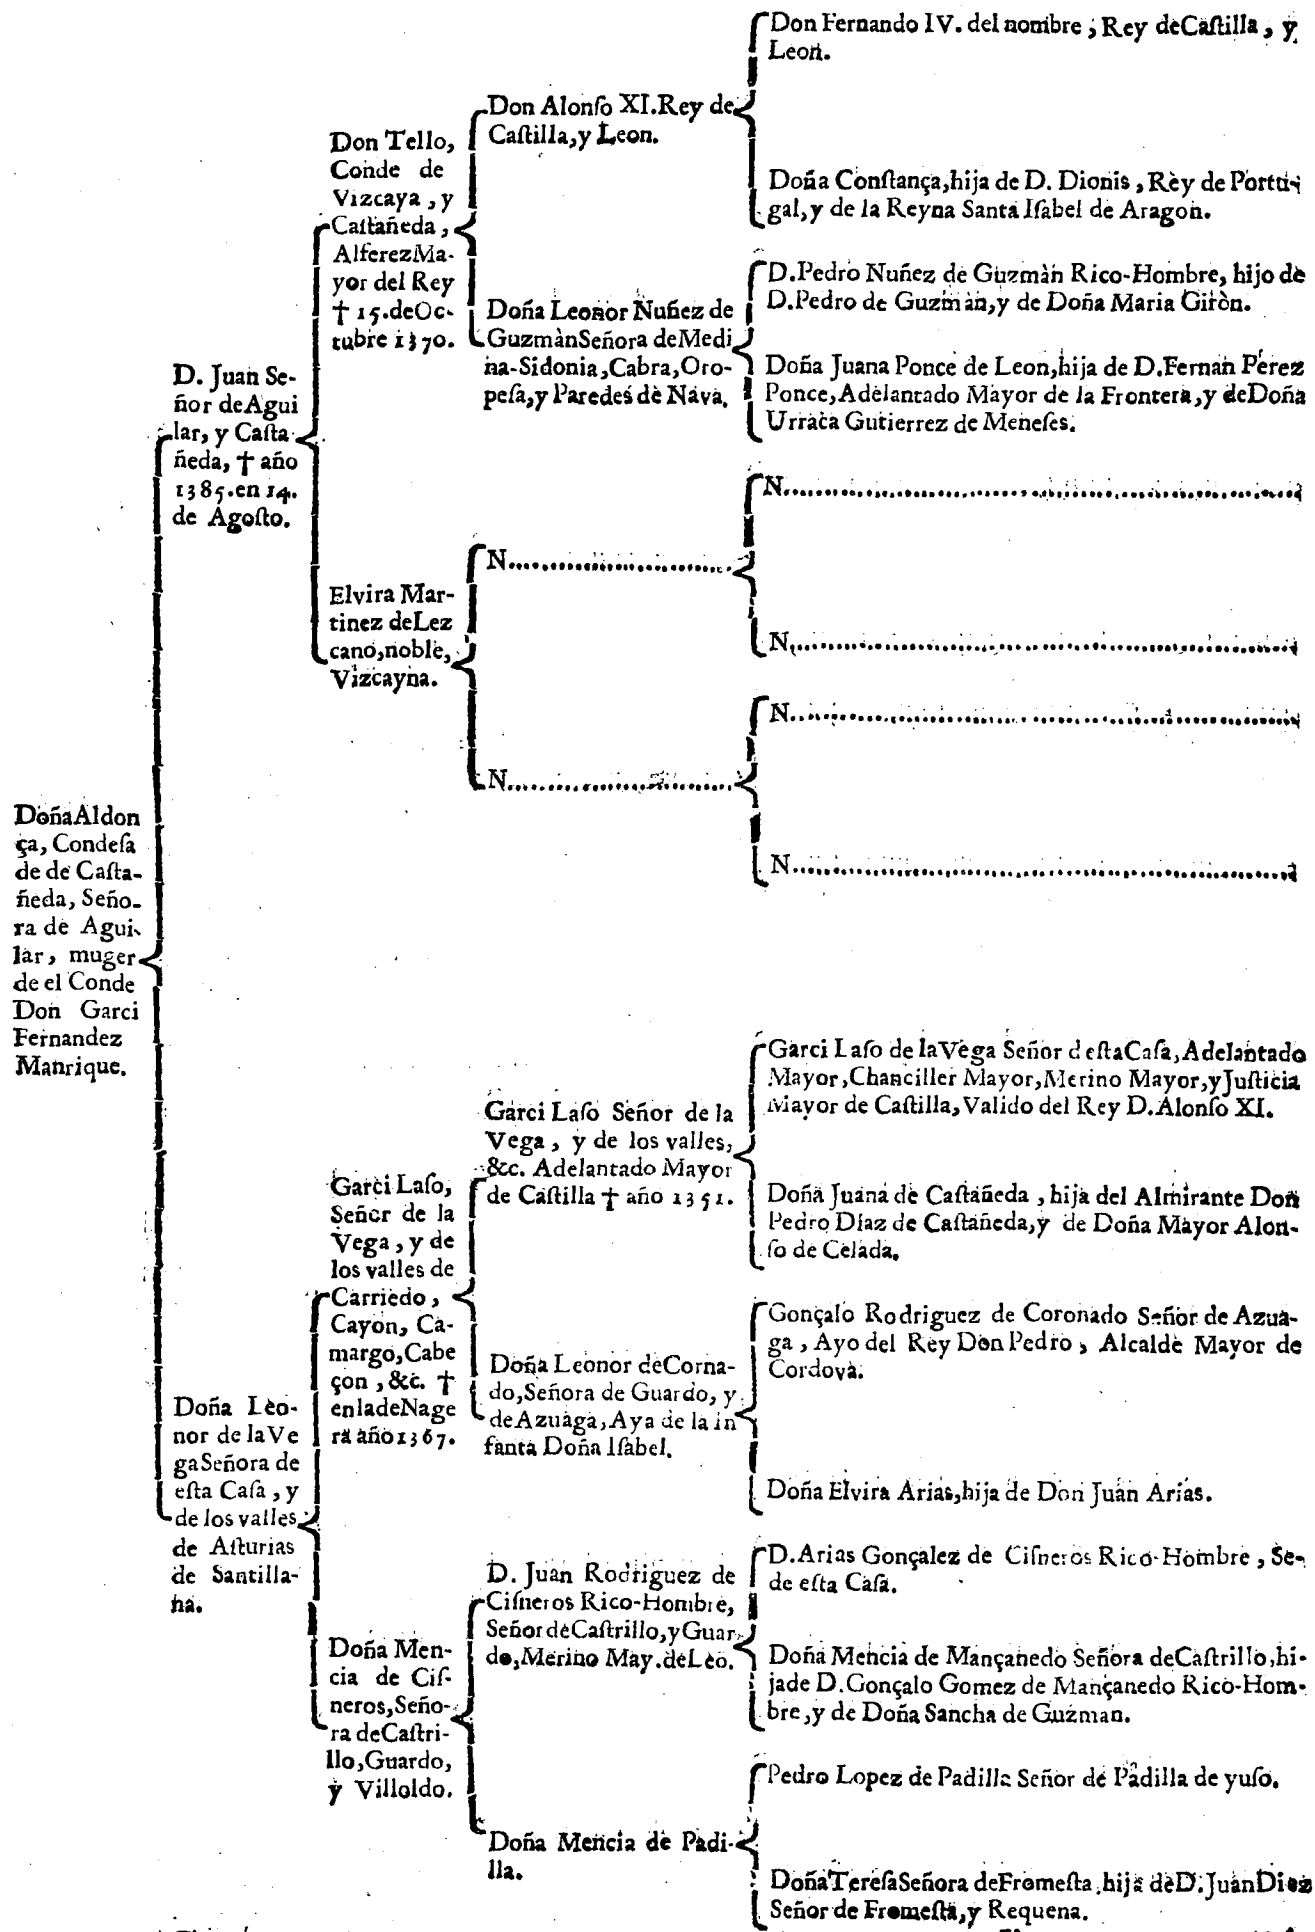 Doña Aldon
ça, Condeſa
de de Caſta-
ñeda, Seño-
ra de Agui-
lar, muger
de el Conde
Don Garci
Fernandez
Manrique.
D. Juan Se-
ñor de Agui
lar, y Caſta-
ñeda, † año
1385. en 14.
de Agoſto.
Doña Leo-
nor de la Ve
ga Señora de
eſta Caſa, y
de los valles
de Aſturias
de Santilla-
na.
Don Tello,
Conde de
Vizcaya, y
Caſtañeda,
Alferez Ma-
yor del Rey
† 15. de Oc-
tubre 1370.
Elvira Mar-
tinez de Lez
cano, noble,
Vizcayna.
Garci Laſo,
Señor de la
Vega, y de
los valles de
Carriedo,
Cayon, Ca-
margo, Cabe
çon, &c. †
en la de Nage
ra año 1367.
Doña Men-
cia de Ciſ-
neros, Seño-
ra de Caſtri-
llo, Guardo,
y Villoldo.
Don Alonſo XI. Rey de
Caſtilla, y Leon.
Doña Leonor Nuñez de
Guzmàn Señora de Medi
na-Sidonia, Cabra, Oro-
peſa, y Paredes de Nava.
N.
N.
Garci Laſo Señor de la
Vega, y de los valles,
&c. Adelantado Mayor
de Caſtilla † año 1351.
Doña Leonor de Corna-
do, Señora de Guardo, y
de Azuaga, Aya de la in
fanta Doña Iſabel.
D. Juan Rodriguez de
Ciſneros Rico-Hombre,
Señor de Caſtrillo, y Guar-
do, Merino May. de Leo.
Doña Mencia de Padi-
lla.
Don Fernando IV. del nombre, Rey de Caſtilla, y
Leon.
Doña Conſtança, hija de D. Dionis, Rey de Portu-
gal, y de la Reyna Santa Iſabel de Aragon.
D. Pedro Nuñez de Guzmàn Rico-Hombre, hijo de
D. Pedro de Guzmàn, y de Doña Maria Giròn.
Doña Juana Ponce de Leon, hija de D. Fernan Perez
Ponce, Adelantado Mayor de la Frontera, y de Doña
Urraca Gutierrez de Meneſes.
N.
N.
N.
N.
Garci Laſo de la Vega Señor deſta Caſa, Adelantado
Mayor, Chanciller Mayor, Merino Mayor, y Juſticia
Mayor de Caſtilla, Valido del Rey D. Alonſo XI.
Doña Juana de Caſtañeda, hija del Almirante Don
Pedro Diaz de Caſtañeda, y de Doña Mayor Alon-
ſo de Celada.
Gonçalo Rodriguez de Coronado Señor de Azua-
ga, Ayo del Rey Don Pedro, Alcalde Mayor de
Cordova.
Doña Elvira Arias, hija de Don Juan Arias.
D. Arias Gonçalez de Ciſneros Rico-Hombre, Se-
de eſta Caſa.
Doña Mencia de Mançanedo Señora de Caſtrillo, hi-
ja de D. Gonçalo Gomez de Mançanedo Rico-Hom-
bre, y de Doña Sancha de Guzman.
Pedro Lopez de Padilla Señor de Padilla de yuſo.
Doña Tereſa Señora de Fromeſta, hija de D. Juan Diez
Señor de Fromeſta, y Requena.